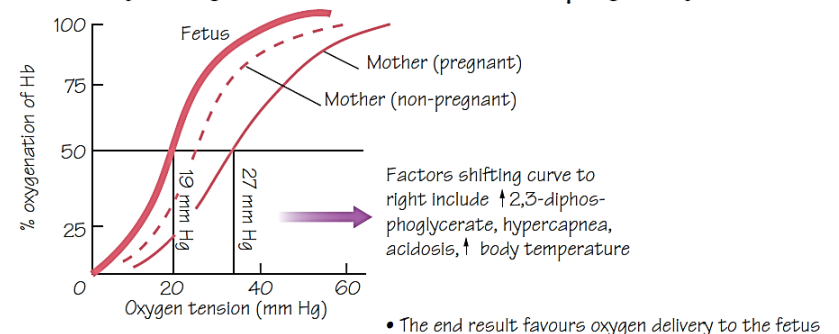 Fetus
Mother (pregnant)
Mother (non-pregnant)
% oxygenation of Hb
100
75
50
25
0
20
40
60
19 mm Hg
27 mm Hg
Oxygen tension (mm Hg)
Factors shifting curve to
right include ↑2,3-diphos-
phoglycerate, hypercapnea,
acidosis,↑ body temperature
• The end result favours oxygen delivery to the fetus